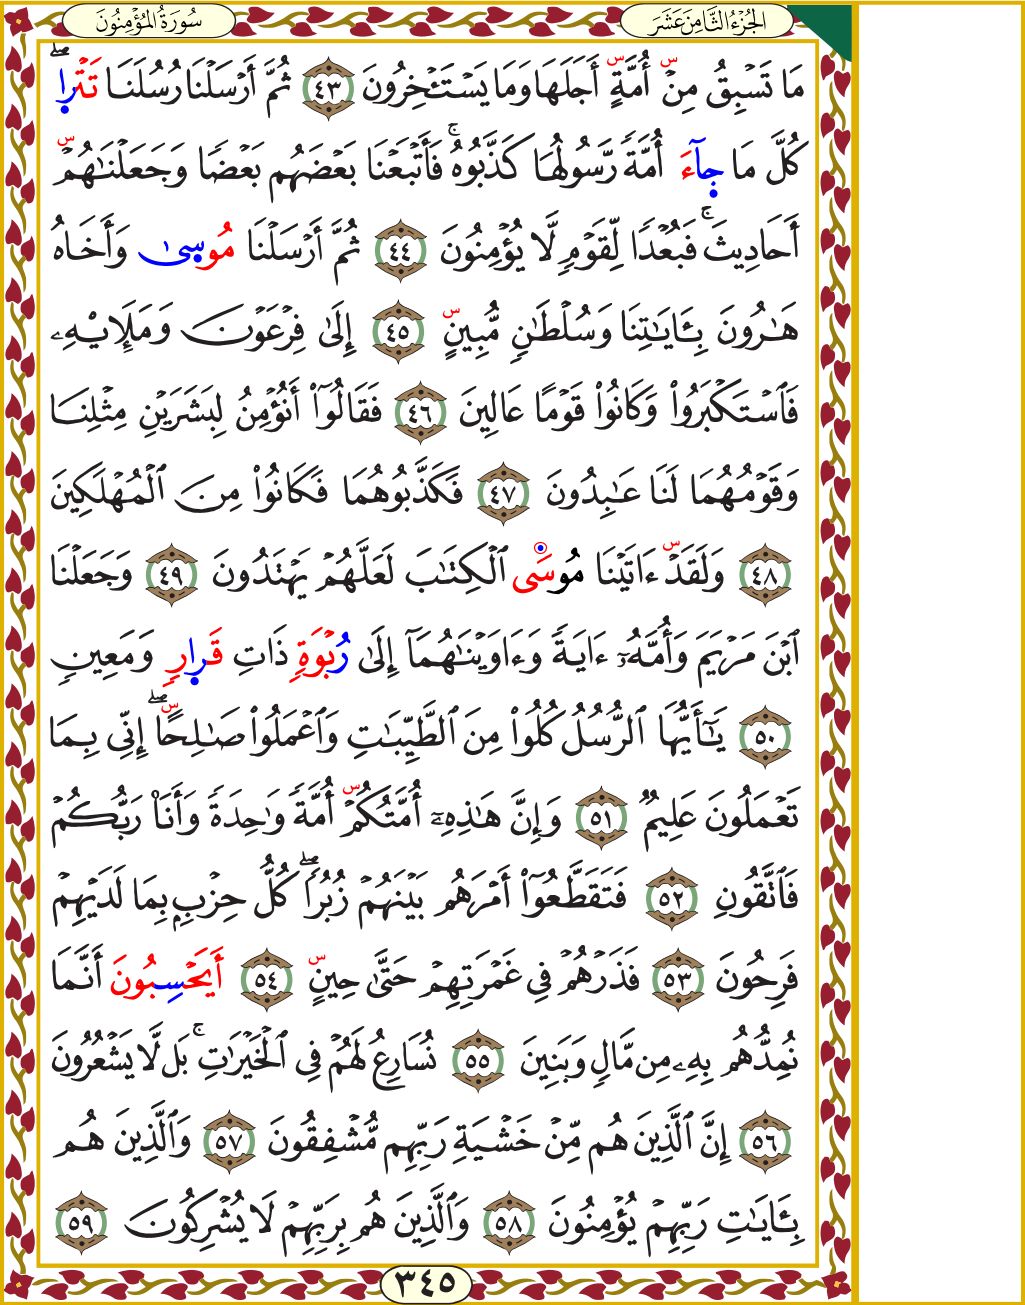 الجُزْءُ الثَّامِنَ عَشَرَ
سُورَةُ المُؤْمِنُونَ
مَا تَسْبِقُ مِنْ أُمَّةٍ أَجَلَهَا وَمَا يَسْتَـْٔخِرُونَ ٤٣ ثُمَّ أَرْسَلْنَا رُسُلَنَا تَتْرَا ۖ
كُلَّ مَا جَآءَ أُمَّةً رَّسُولُهَا كَذَّبُوهُ ۚ فَأَتْبَعْنَا بَعْضَهُم بَعْضًا وَجَعَلْنَٰهُمْ
أَحَادِيثَ ۚ فَبُعْدًا لِّقَوْمٍ لَّا يُؤْمِنُونَ ٤٤ ثُمَّ أَرْسَلْنَا مُوسَىٰ وَأَخَاهُ
هَٰرُونَ بِـَٔايَٰتِنَا وَسُلْطَٰنٍ مُّبِينٍ ٤٥ إِلَىٰ فِرْعَوْنَ وَمَلَإِيْهِۦ
فَٱسْتَكْبَرُوا۟ وَكَانُوا۟ قَوْمًا عَالِينَ ٤٦ فَقَالُوٓا۟ أَنُؤْمِنُ لِبَشَرَيْنِ مِثْلِنَا
وَقَوْمُهُمَا لَنَا عَٰبِدُونَ ٤٧ فَكَذَّبُوهُمَا فَكَانُوا۟ مِنَ ٱلْمُهْلَكِينَ
٤٨ وَلَقَدْ ءَاتَيْنَا مُوسَى ٱلْكِتَٰبَ لَعَلَّهُمْ يَهْتَدُونَ ٤٩ وَجَعَلْنَا
ٱبْنَ مَرْيَمَ وَأُمَّهُۥٓ ءَايَةً وَءَاوَيْنَٰهُمَآ إِلَىٰ رُبْوَةٍ ذَاتِ قَرَارٍ وَمَعِينٍ
٥٠ يَٰٓأَيُّهَا ٱلرُّسُلُ كُلُوا۟ مِنَ ٱلطَّيِّبَٰتِ وَٱعْمَلُوا۟ صَٰلِحًا ۖ إِنِّى بِمَا
تَعْمَلُونَ عَلِيمٌ ٥١ وَإِنَّ هَٰذِهِۦٓ أُمَّتُكُمْ أُمَّةً وَٰحِدَةً وَأَنَا۠ رَبُّكُمْ
فَٱتَّقُونِ ٥٢ فَتَقَطَّعُوٓا۟ أَمْرَهُم بَيْنَهُمْ زُبُرًا ۖ كُلُّ حِزْبٍۭ بِمَا لَدَيْهِمْ
فَرِحُونَ ٥٣ فَذَرْهُمْ فِى غَمْرَتِهِمْ حَتَّىٰ حِينٍ ٥٤ أَيَحْسِبُونَ أَنَّمَا
نُمِدُّهُم بِهِۦ مِن مَّالٍ وَبَنِينَ ٥٥ نُسَارِعُ لَهُمْ فِى ٱلْخَيْرَٰتِ ۚ بَل لَّا يَشْعُرُونَ
٥٦ إِنَّ ٱلَّذِينَ هُم مِّنْ خَشْيَةِ رَبِّهِم مُّشْفِقُونَ ٥٧ وَٱلَّذِينَ هُم
بِـَٔايَٰتِ رَبِّهِمْ يُؤْمِنُونَ ٥٨ وَٱلَّذِينَ هُم بِرَبِّهِمْ لَا يُشْرِكُونَ ٥٩
٣٤٥